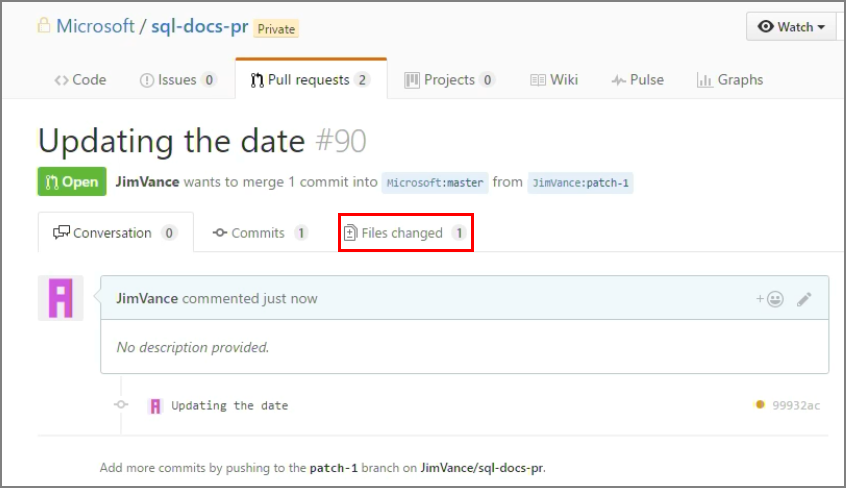 Microsoft / sql-docs-pr Private
Watch
Code Issues 0 Pull requests 2 Projects 0 Wiki Pulse Graphs
Updating the date #90
Open JimVance wants to merge 1 commit into Microsoft:master from JimVance:patch-1
Conversation 0 Commits 1 Files changed 1
JimVance commented just now +
No description provided.
Updating the date 99932ac
Add more commits by pushing to the patch-1 branch on JimVance/sql-docs-pr.